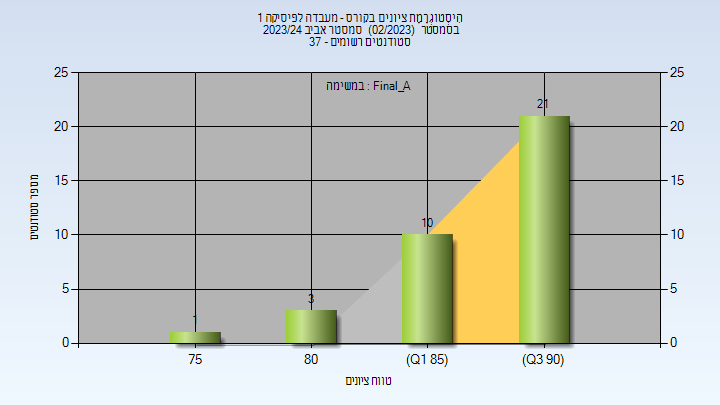 היסטוגרמת ציונים בקורס - מעבדה לפיסיקה 1
בסמסטר (02/2023) סמסטר אביב 2023/24
סטודנטים רשומים - 37
במשימה : Final_A
25 25
20 20
15 15
10 10
5 5
0 0
מספר סטודנטים
1 3 10 21
75 80 (Q1 85) (Q3 90)
טווח ציונים